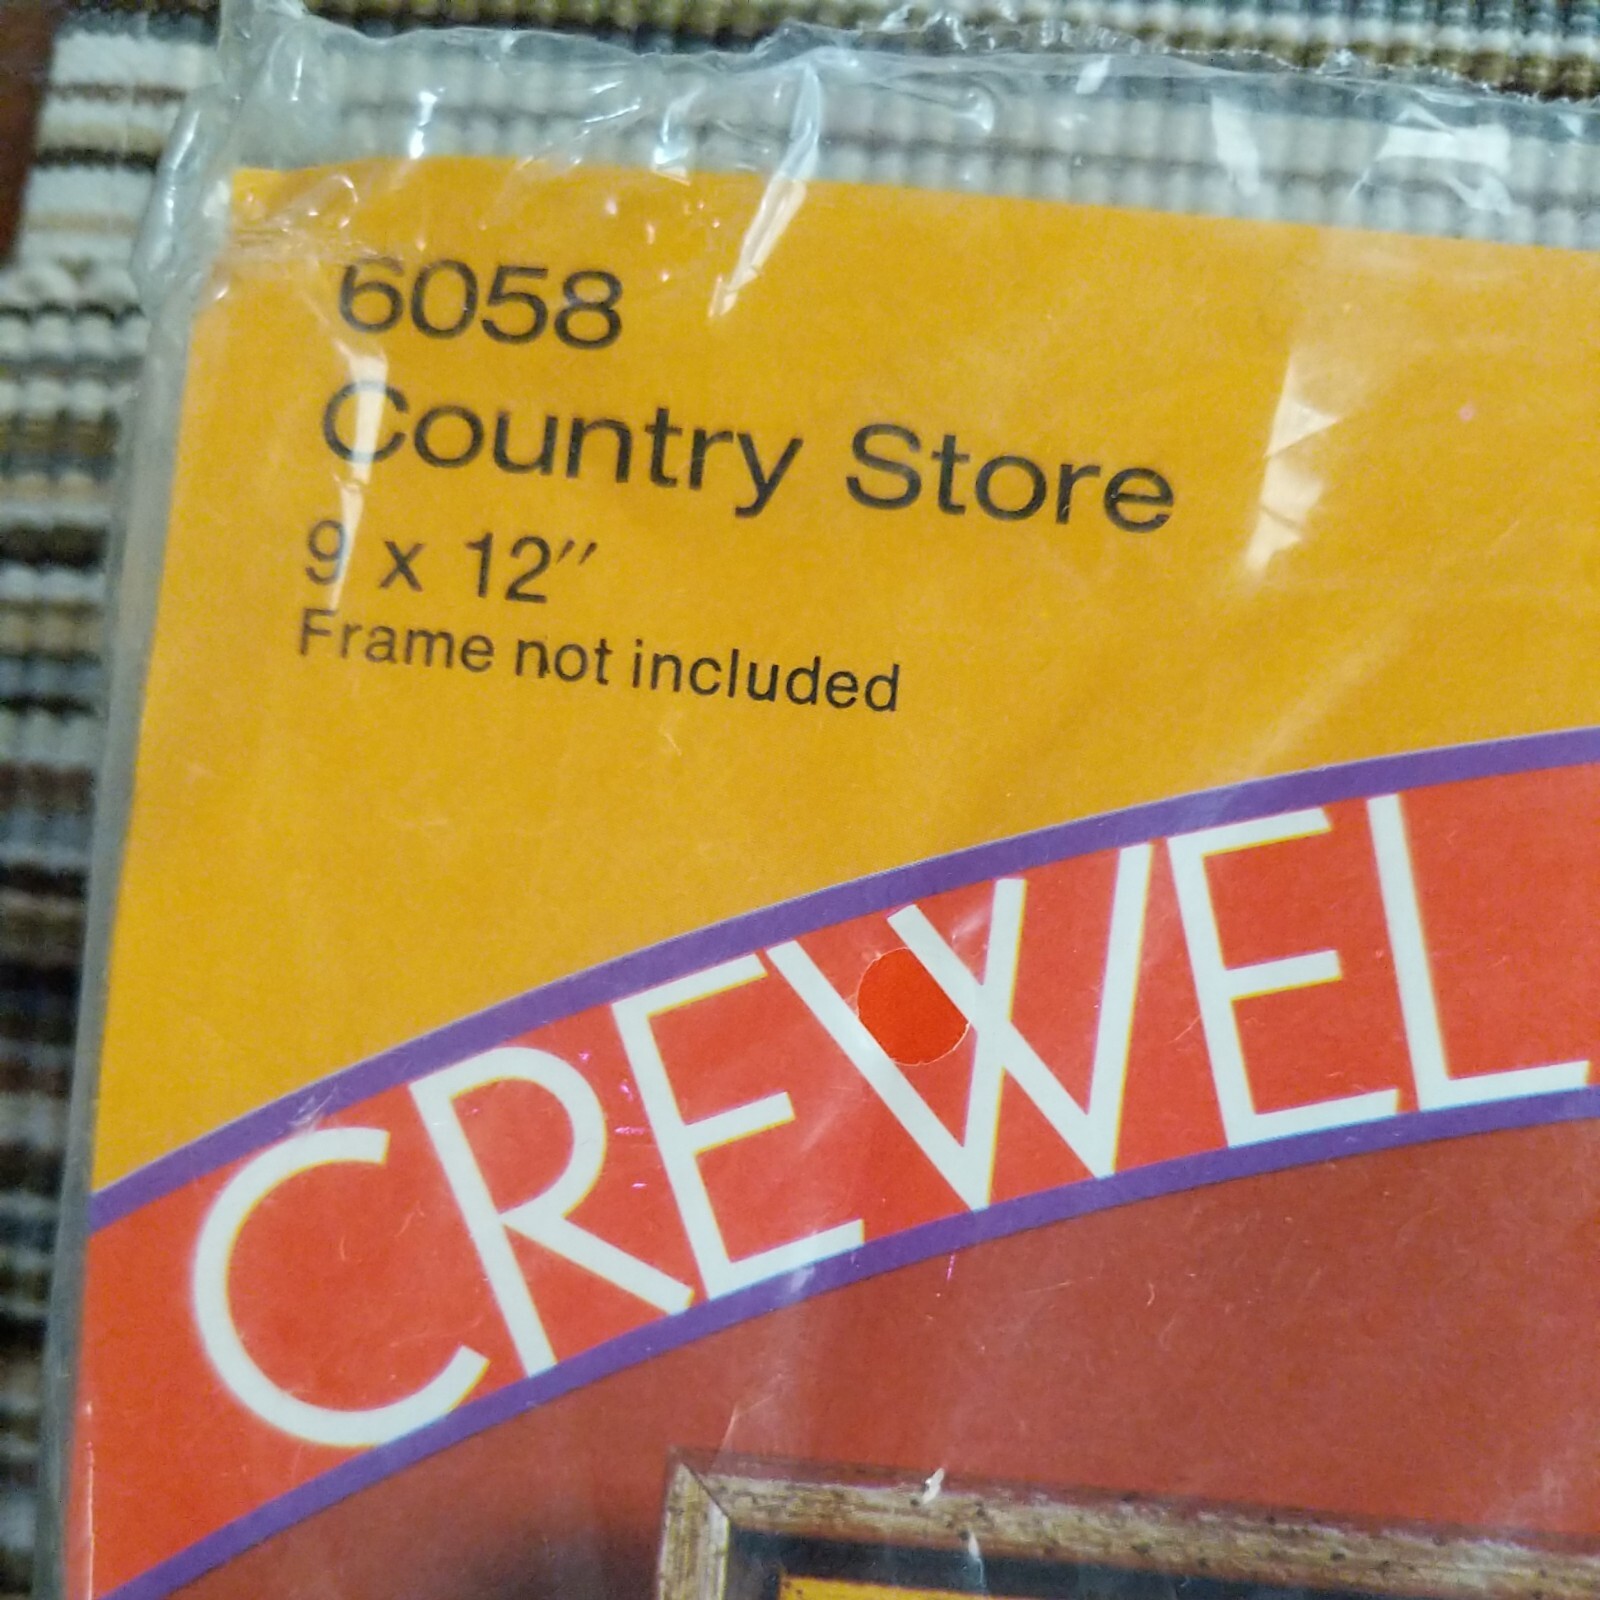 6058
Country Store
9 x 12″
Frame not included
CREWEL